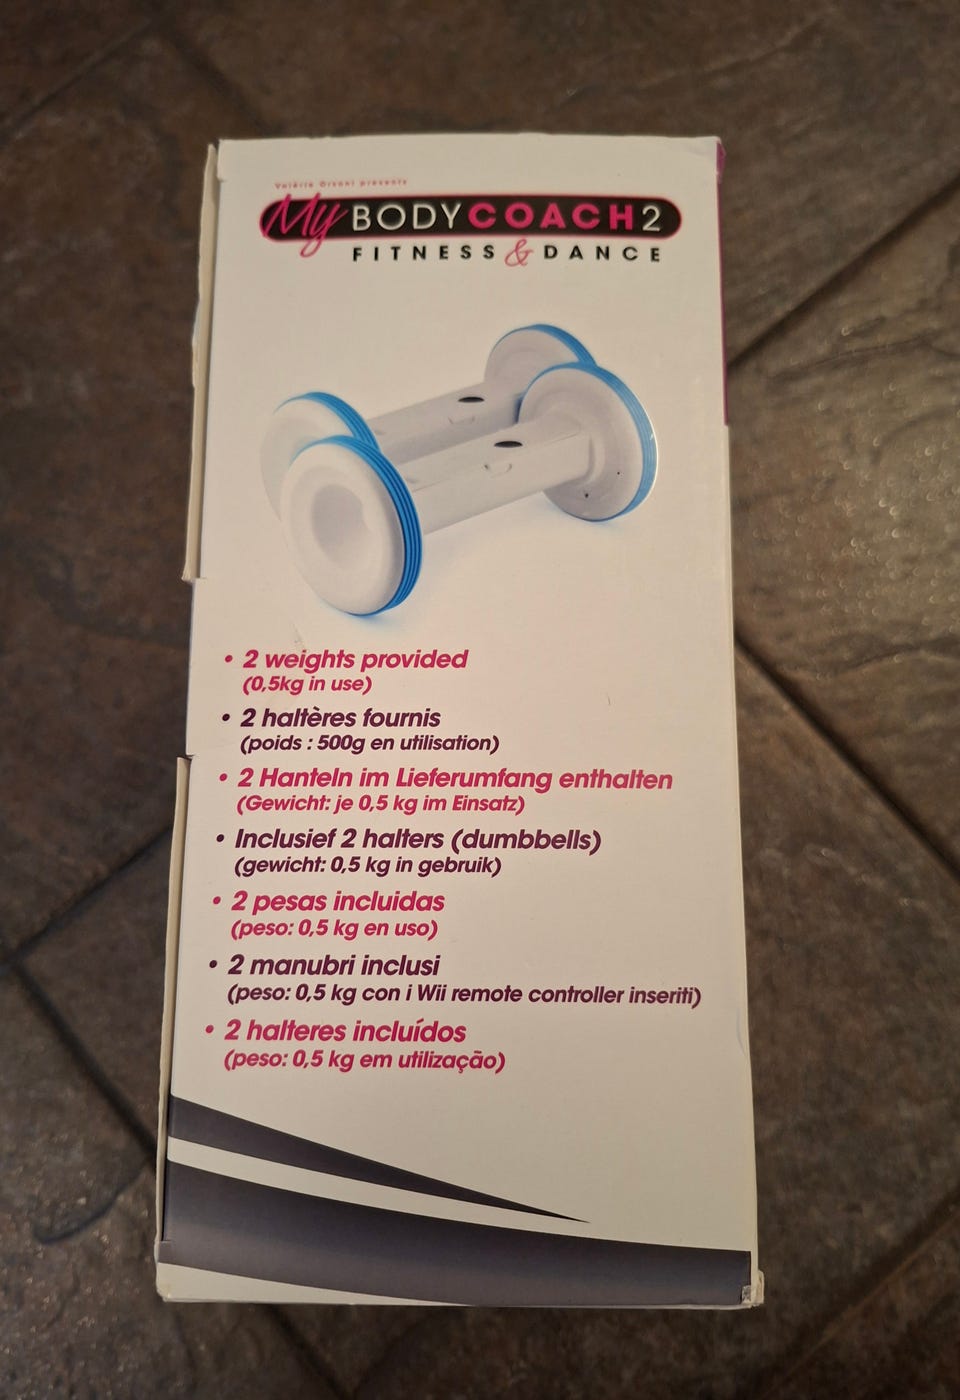 Valérie Orsoni presents
My BODYCOACH2
FITNESS & DANCE
• 2 weights provided
(0,5kg in use)
• 2 haltères fournis
(poids : 500g en utilisation)
• 2 Hanteln im Lieferumfang enthalten
(Gewicht: je 0,5 kg im Einsatz)
• Inclusief 2 halters (dumbbells)
(gewicht: 0,5 kg in gebruik)
• 2 pesas incluidas
(peso: 0,5 kg en uso)
• 2 manubri inclusi
(peso: 0,5 kg con i Wii remote controller inseriti)
• 2 halteres incluídos
(peso: 0,5 kg em utilização)